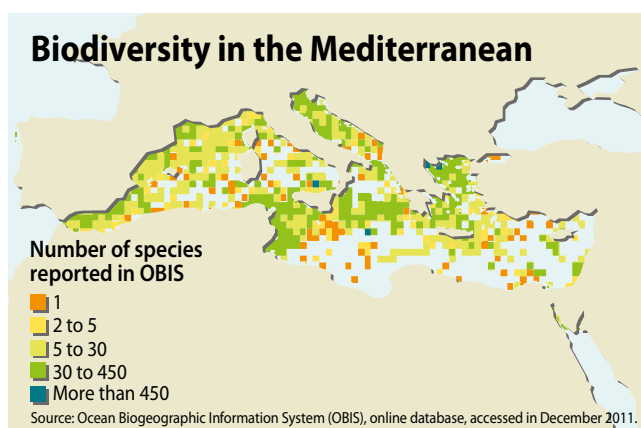 Biodiversity in the Mediterranean
Number of species
reported in OBIS
1
2 to 5
5 to 30
30 to 450
More than 450
Source: Ocean Biogeographic Information System (OBIS), online database, accessed in December 2011.